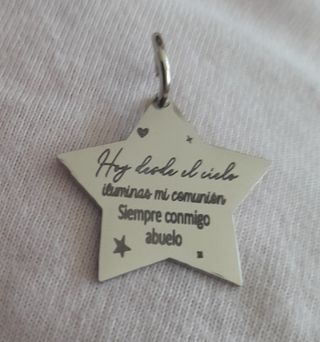 Hoy desde el cielo
iluminas mi comunión
Siempre conmigo
abuelo